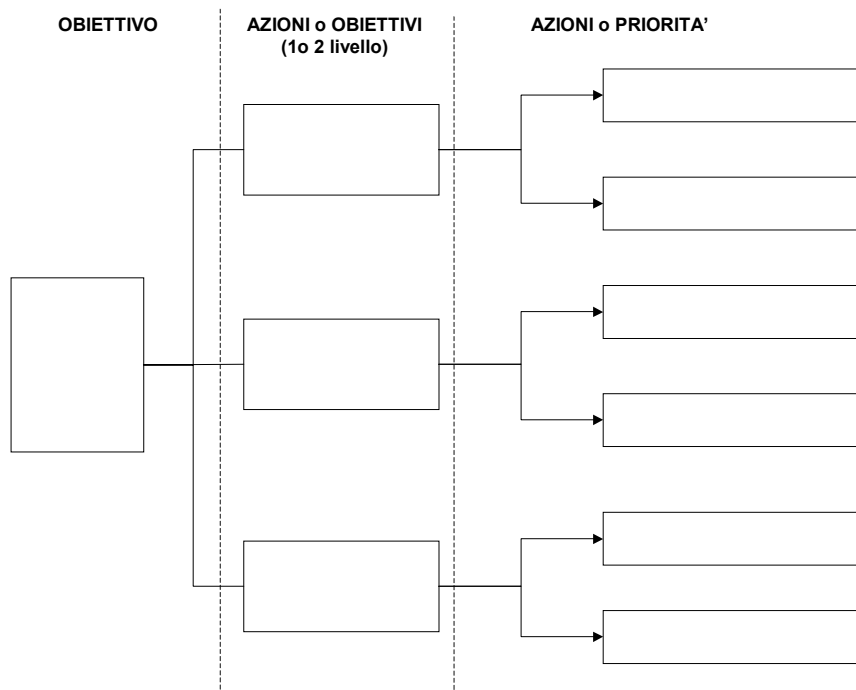 OBIETTIVO
AZIONI o OBIETTIVI
(1o 2 livello)
AZIONI o PRIORITA’